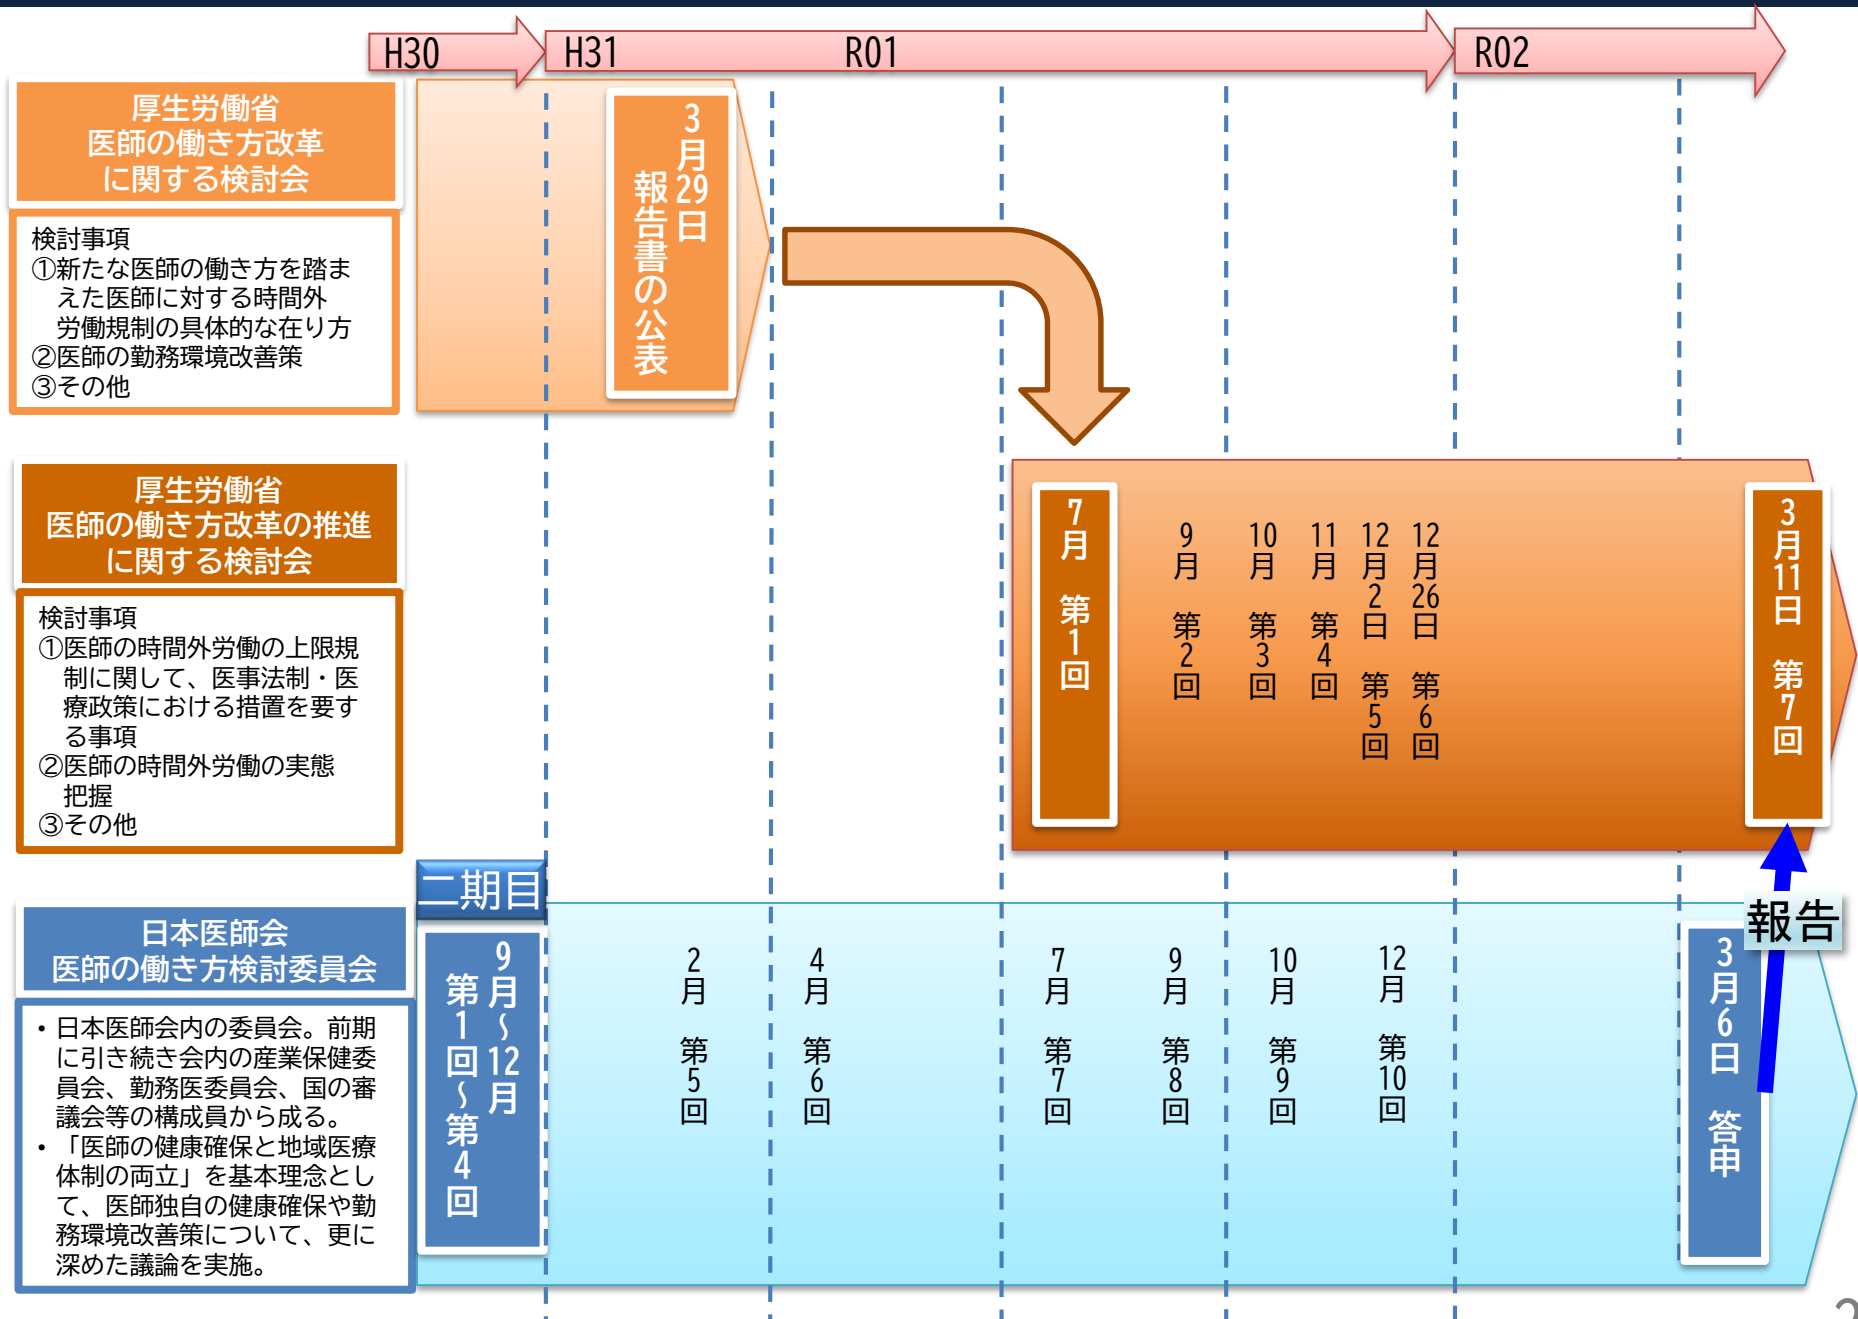 H30
H31
R01
R02
厚生労働省
医師の働き方改革
に関する検討会
検討事項
①新たな医師の働き方を踏ま
えた医師に対する時間外
労働規制の具体的な在り方
②医師の勤務環境改善策
③その他
3月29日
報告書の公表
厚生労働省
医師の働き方改革の推進
に関する検討会
検討事項
①医師の時間外労働の上限規
制に関して、医事法制・医
療政策における措置を要す
る事項
②医師の時間外労働の実態
把握
③その他
7月 第1回
9月 第2回
10月 第3回
11月 第4回
12月2日 第5回
12月26日 第6回
3月11日 第7回
二期目
日本医師会
医師の働き方検討委員会
・日本医師会内の委員会。前期
に引き続き会内の産業保健委
員会、勤務医委員会、国の審
議会等の構成員から成る。
・「医師の健康確保と地域医療
体制の両立」を基本理念とし
て、医師独自の健康確保や勤
務環境改善策について、更に
深めた議論を実施。
9月～12月
第1回～第4回
2月 第5回
4月 第6回
7月 第7回
9月 第8回
10月 第9回
12月 第10回
3月6日 答申
報告